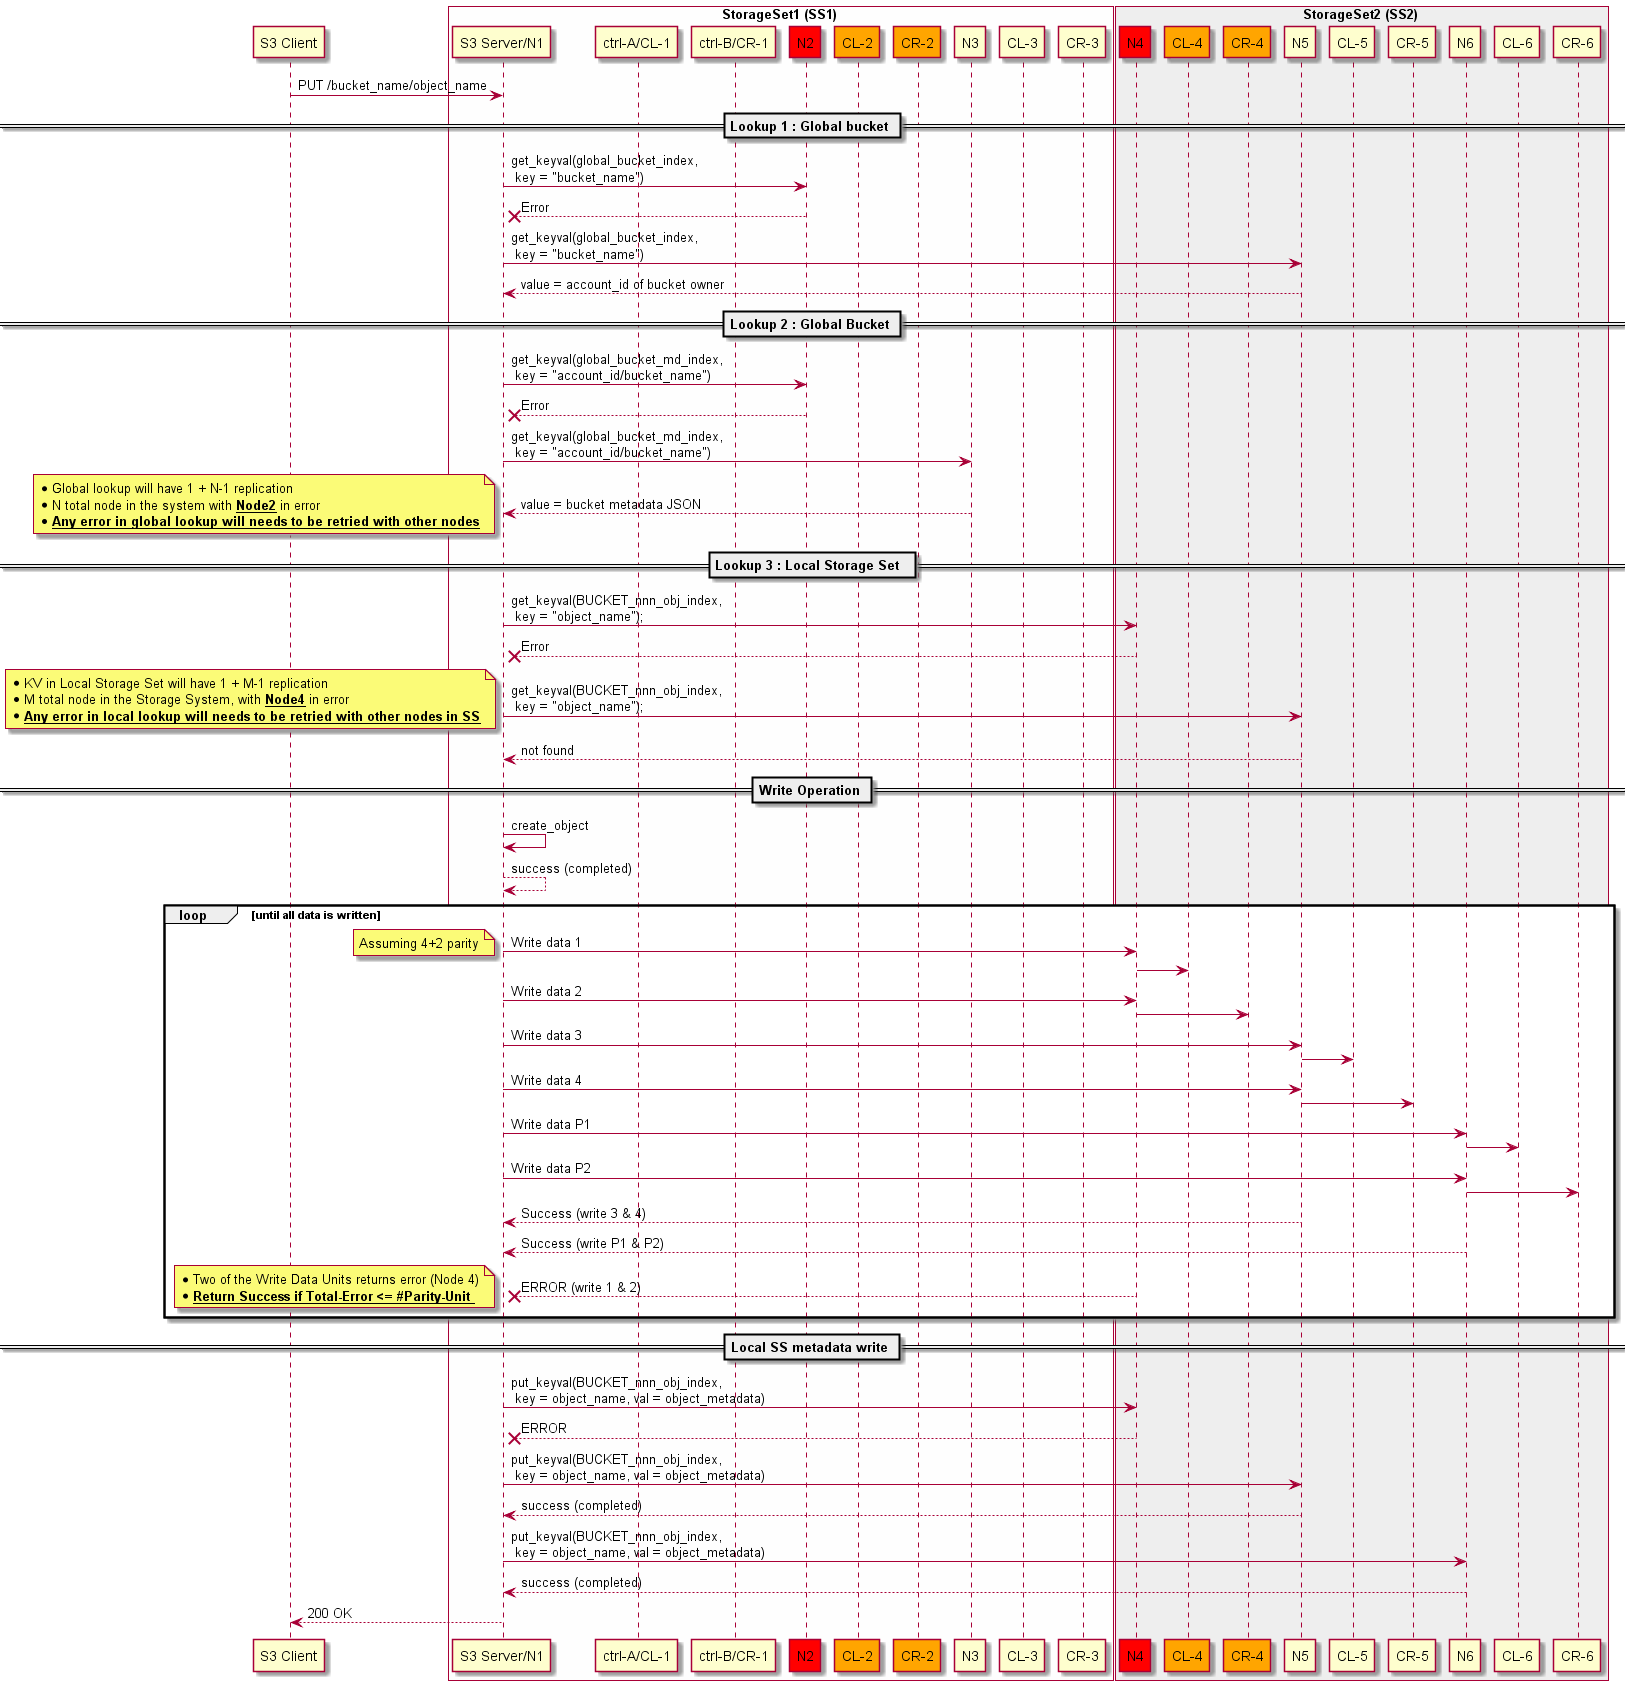 StorageSet1 (SS1)
StorageSet2 (SS2)
S3 Client
S3 Server/N1
ctrl-A/CL-1
ctrl-B/CR-1
N2
CL-2
CR-2
N3
CL-3
CR-3
N4
CL-4
CR-4
N5
CL-5
CR-5
N6
CL-6
CR-6
PUT /bucket_name/object_name
Lookup 1 : Global bucket
get_keyval(global_bucket_index,
key = "bucket_name")
Error
get_keyval(global_bucket_index,
key = "bucket_name")
value = account_id of bucket owner
Lookup 2 : Global Bucket
get_keyval(global_bucket_md_index,
key = "account_id/bucket_name")
Error
get_keyval(global_bucket_md_index,
key = "account_id/bucket_name")
• Global lookup will have 1 + N-1 replication
• N total node in the system with Node2 in error
• Any error in global lookup will needs to be retried with other nodes
value = bucket metadata JSON
Lookup 3 : Local Storage Set
get_keyval(BUCKET_nnn_obj_index,
key = "object_name");
Error
• KV in Local Storage Set will have 1 + M-1 replication
• M total node in the Storage System, with Node4 in error
• Any error in local lookup will needs to be retried with other nodes in SS
get_keyval(BUCKET_nnn_obj_index,
key = "object_name");
not found
Write Operation
create_object
success (completed)
loop
[until all data is written]
Assuming 4+2 parity
Write data 1
Write data 2
Write data 3
Write data 4
Write data P1
Write data P2
Success (write 3 & 4)
Success (write P1 & P2)
• Two of the Write Data Units returns error (Node 4)
• Return Success if Total-Error <= #Parity-Unit
ERROR (write 1 & 2)
Local SS metadata write
put_keyval(BUCKET_nnn_obj_index,
key = object_name, val = object_metadata)
ERROR
put_keyval(BUCKET_nnn_obj_index,
key = object_name, val = object_metadata)
success (completed)
put_keyval(BUCKET_nnn_obj_index,
key = object_name, val = object_metadata)
success (completed)
200 OK
S3 Client
S3 Server/N1
ctrl-A/CL-1
ctrl-B/CR-1
N2
CL-2
CR-2
N3
CL-3
CR-3
N4
CL-4
CR-4
N5
CL-5
CR-5
N6
CL-6
CR-6